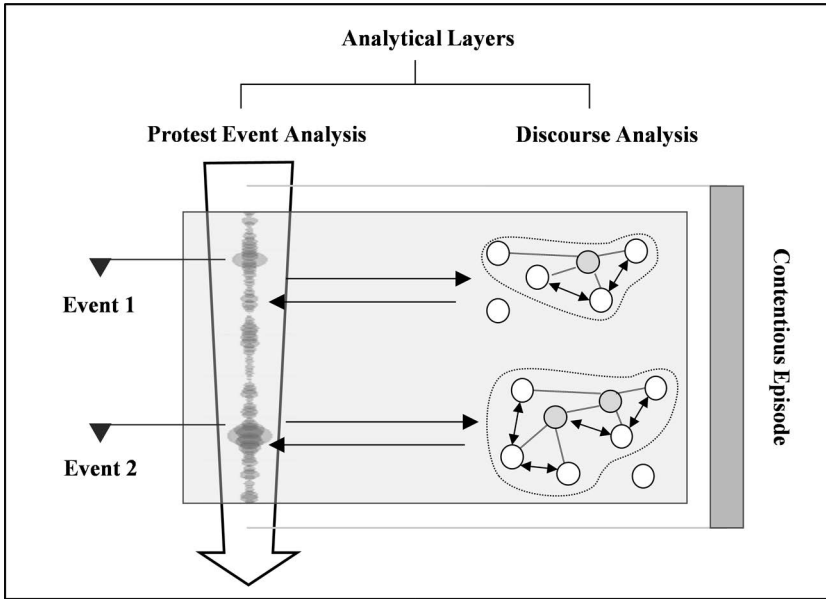 Analytical Layers
Protest Event Analysis
Discourse Analysis
Event 1
Event 2
Contentious Episode